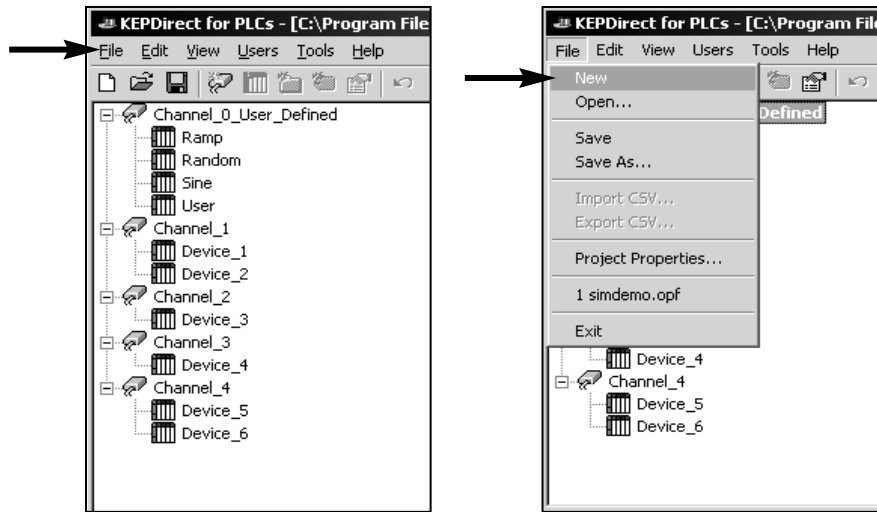 KEPDirect for PLCs - [C:\Program File
File Edit View Users Tools Help
Channel_0_User_Defined
Ramp
Random
Sine
User
Channel_1
Device_1
Device_2
Channel_2
Device_3
Channel_3
Device_4
Channel_4
Device_5
Device_6
KEPDirect for PLCs - [C:\Program Fil
File Edit View Users Tools Help
New
Open...
Defined
Save
Save As...
Import CSV...
Export CSV...
Project Properties...
1 simdemo.opf
Exit
Device_4
Channel_4
Device_5
Device_6